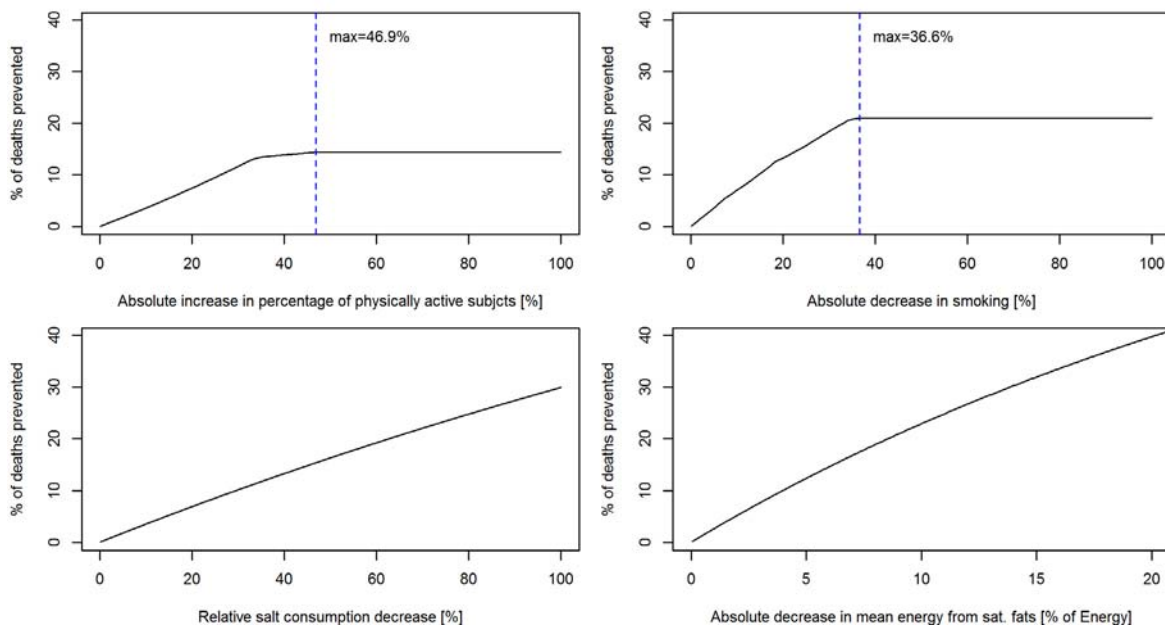 % of deaths prevented
40
30
20
10
0
max=46.9%
0 20 40 60 80 100
Absolute increase in percentage of physically active subjcts [%]
% of deaths prevented
40
30
20
10
0
max=36.6%
0 20 40 60 80 100
Absolute decrease in smoking [%]
% of deaths prevented
40
30
20
10
0
0 20 40 60 80 100
Relative salt consumption decrease [%]
% of deaths prevented
40
30
20
10
0
0 5 10 15 20
Absolute decrease in mean energy from sat. fats [% of Energy]